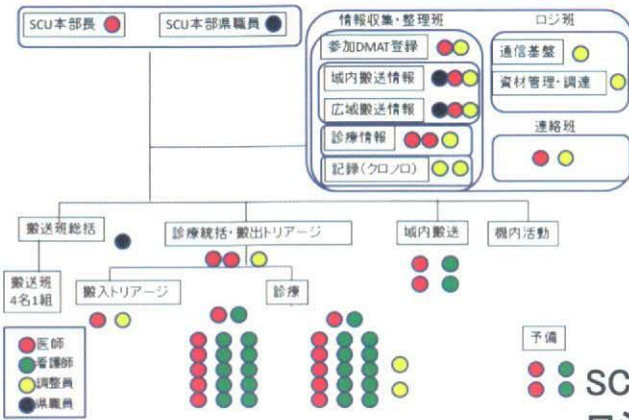 SCU本部長
SCU本部県職員
情報収集・整理班
参加DMAT登録
域内搬送情報
広域搬送情報
診療情報
記録(クロノロ)
ロジ班
通信基盤
資材管理・調達
連絡班
搬送班総括
診療統括・搬出トリアージ
域内搬送
機内活動
搬送班
4名1組
搬入トリアージ
診療
医師
看護師
調整員
県職員
予備
SC